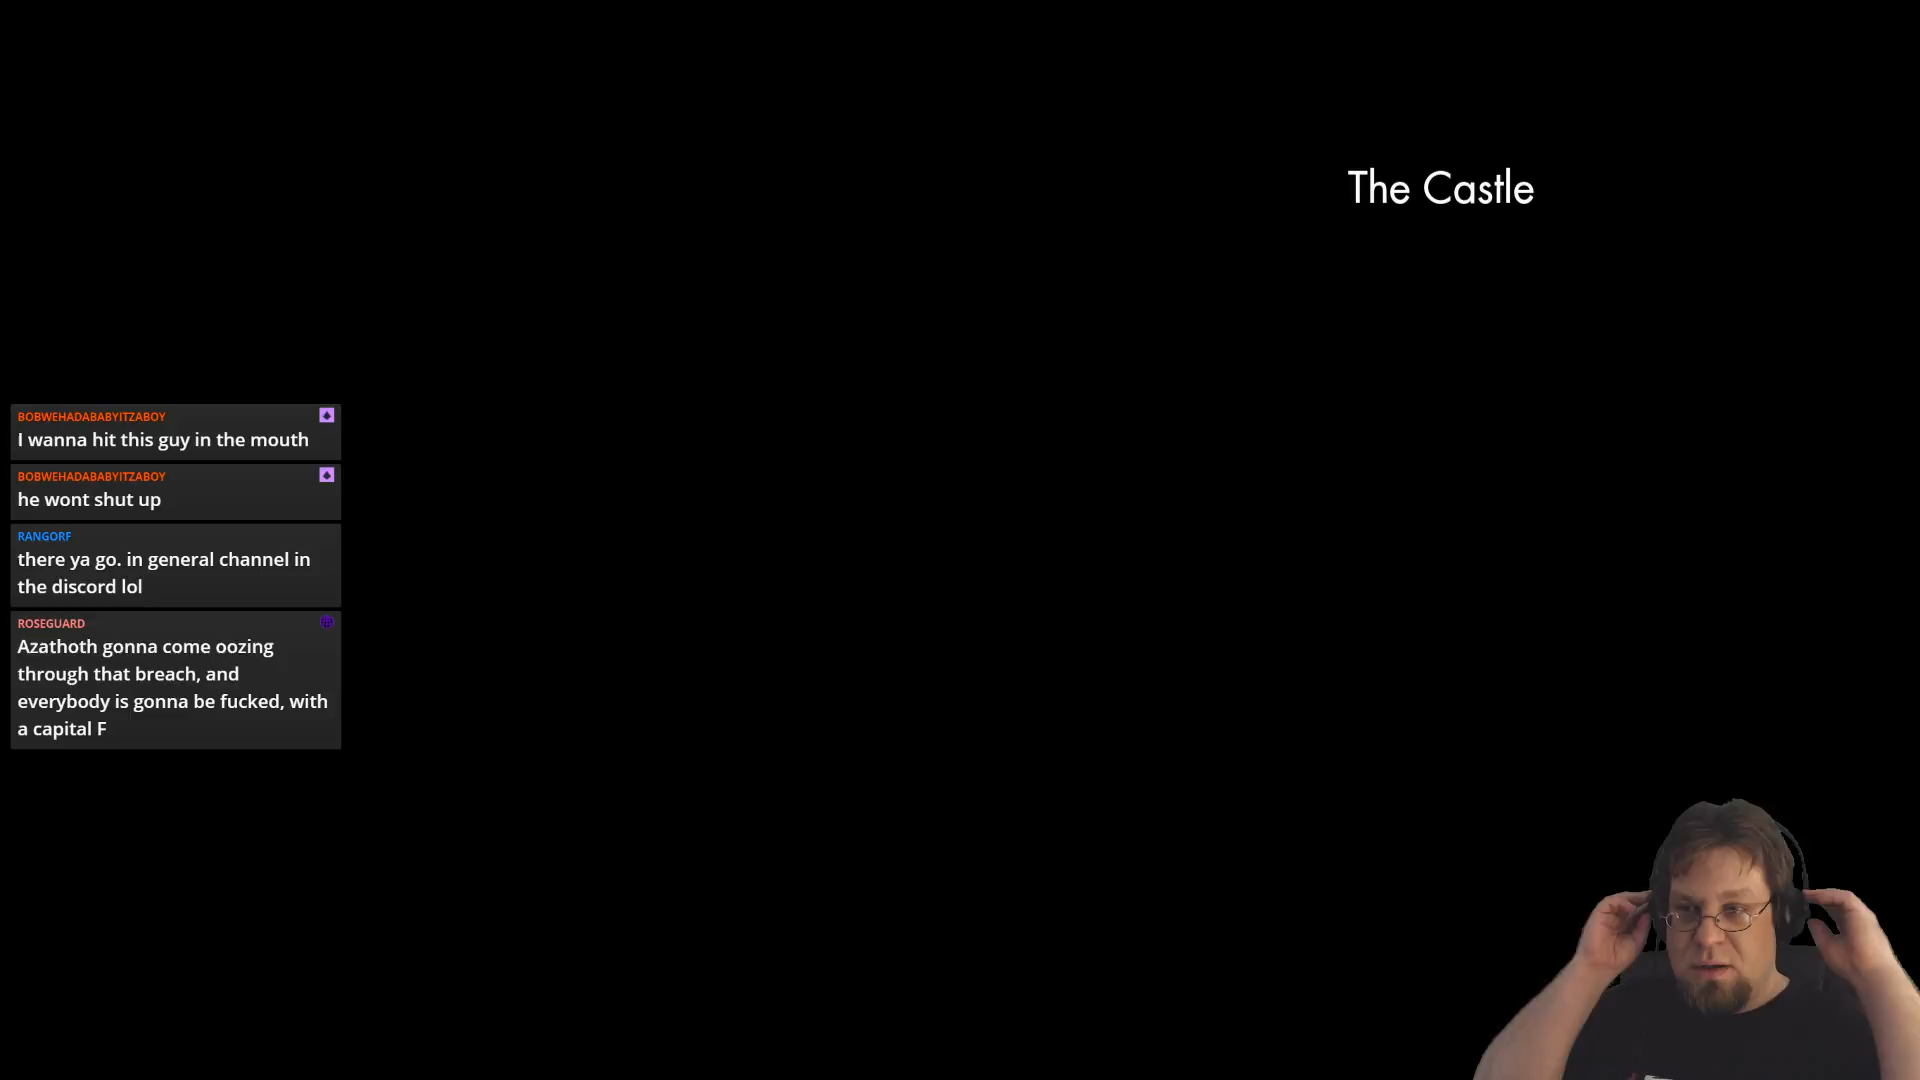 The Castle
BOBWEHADABABYITZABOY
I wanna hit this guy in the mouth
BOBWEHADABABYITZABOY
he wont shut up
RANGORF
there ya go. in general channel in
the discord lol
ROSEGUARD
Azathoth gonna come oozing
through that breach, and
everybody is gonna be fucked, with
a capital F